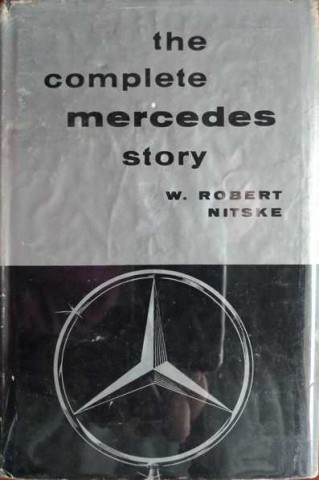 the
complete
mercedes
story
W. ROBERT
NITSKE